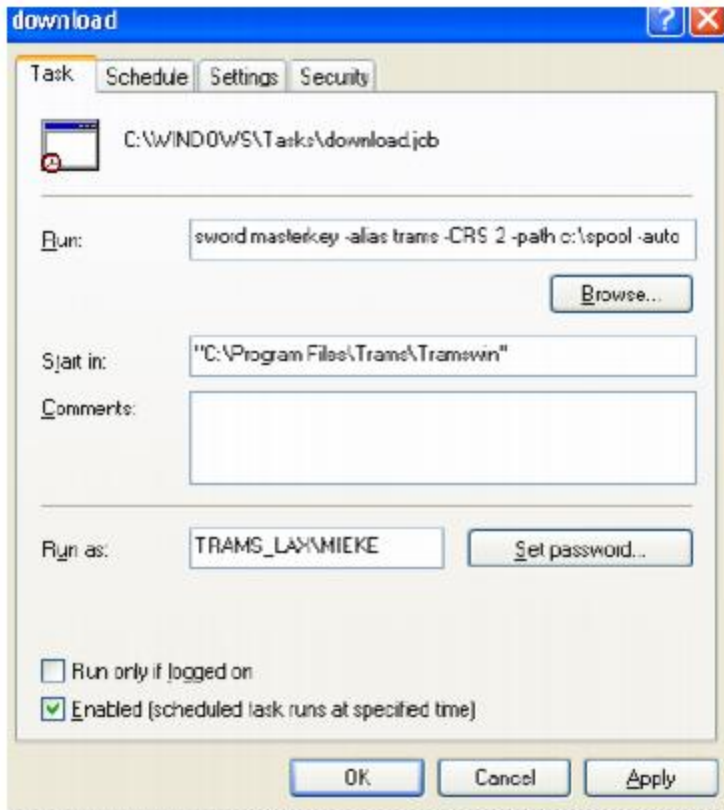 download
Task Schedule Settings Security
C:\WINDOWS\Tasks\download.job
Run: sword masterkey -alias trams -CRS 2 -path c:\spool -auto
Browse...
Start in: "C:\Program Files\Trams\Tramswin"
Comments:
Run as: TRAMS_LAX\MIEKE Set password...
Run only if logged on
Enabled (scheduled task runs at specified time)
OK Cancel Apply